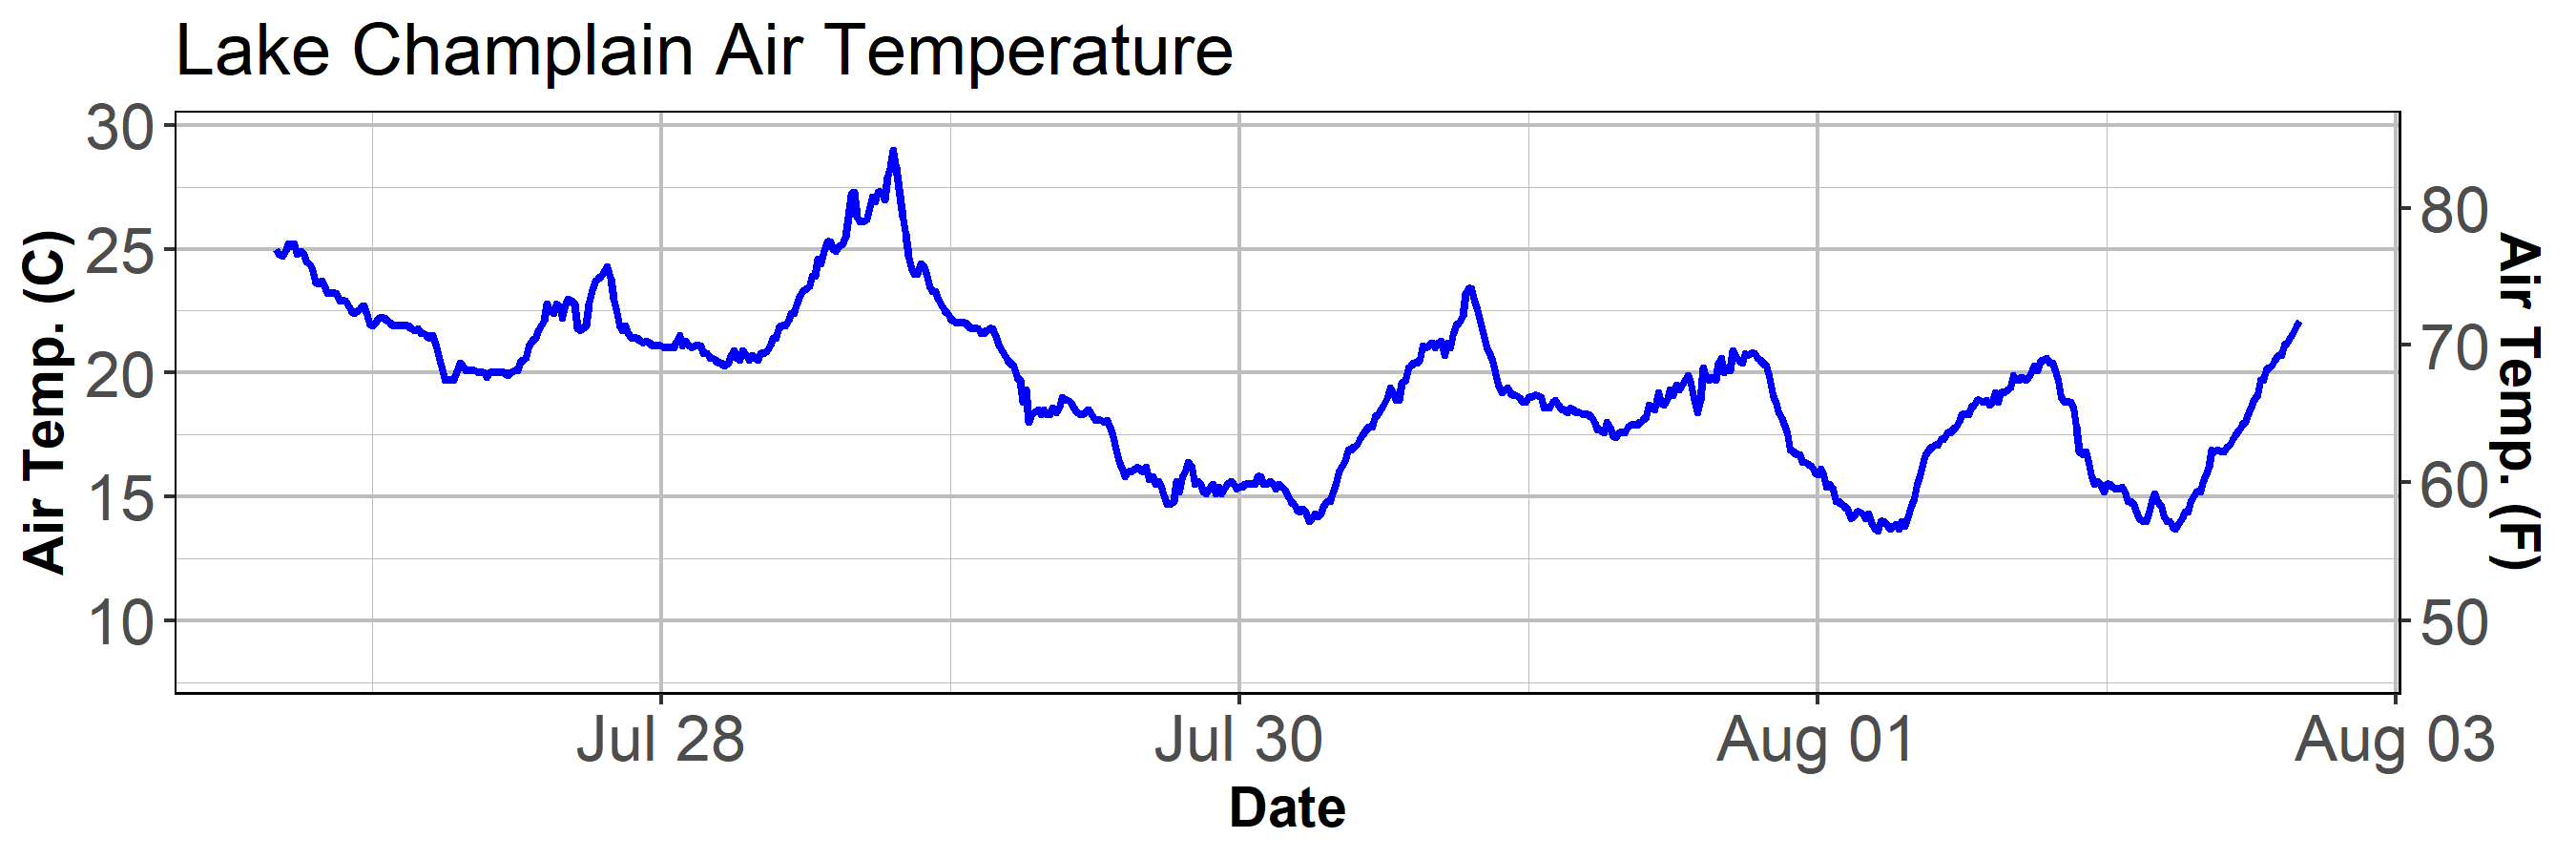 Lake Champlain Air Temperature
30
25
20
15
10
Air Temp. (C)
80
70
60
50
Air Temp. (F)
Jul 28 Jul 30 Aug 01 Aug 03
Date